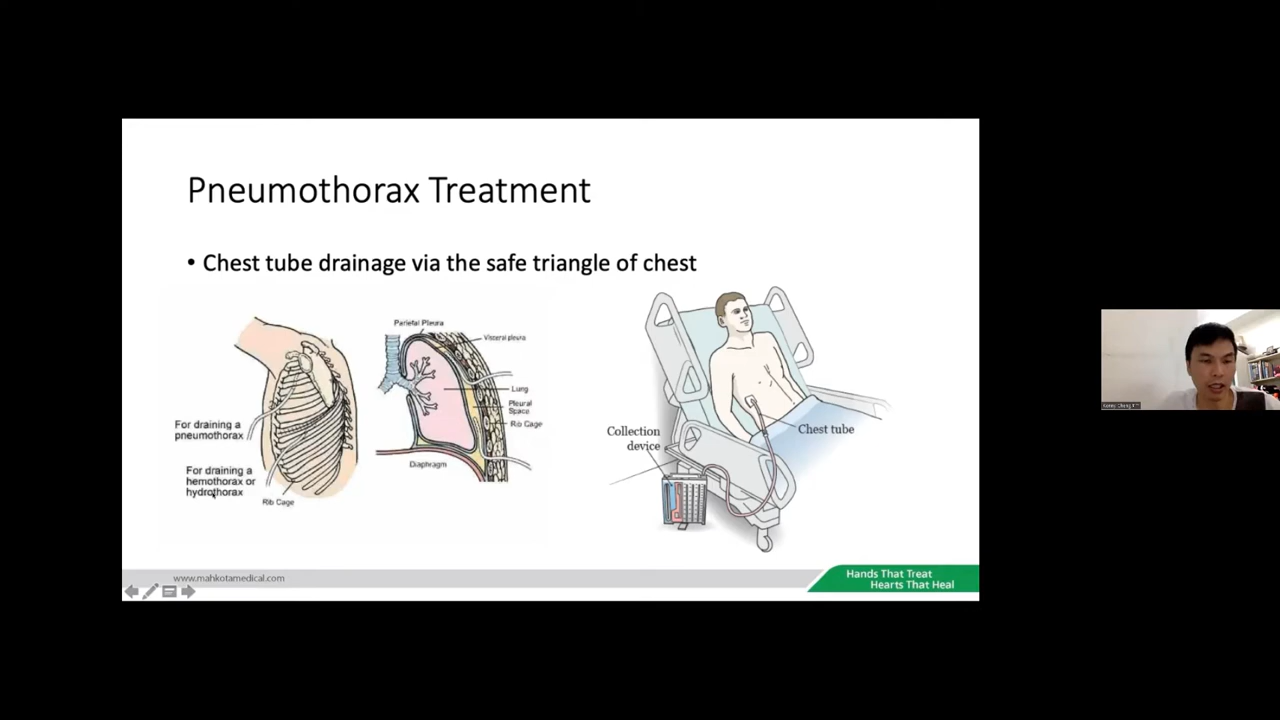 Pneumothorax Treatment
• Chest tube drainage via the safe triangle of chest
For draining a
pneumothorax
For draining a
hemothorax or
hydrothorax
Rib Cage
Parietal Pleura
Visceral pleura
Lung
Pleural
Space
Rib Cage
Diaphragm
Collection
device
Chest tube
www.mahkotamedical.com
Hands That Treat
Hearts That Heal